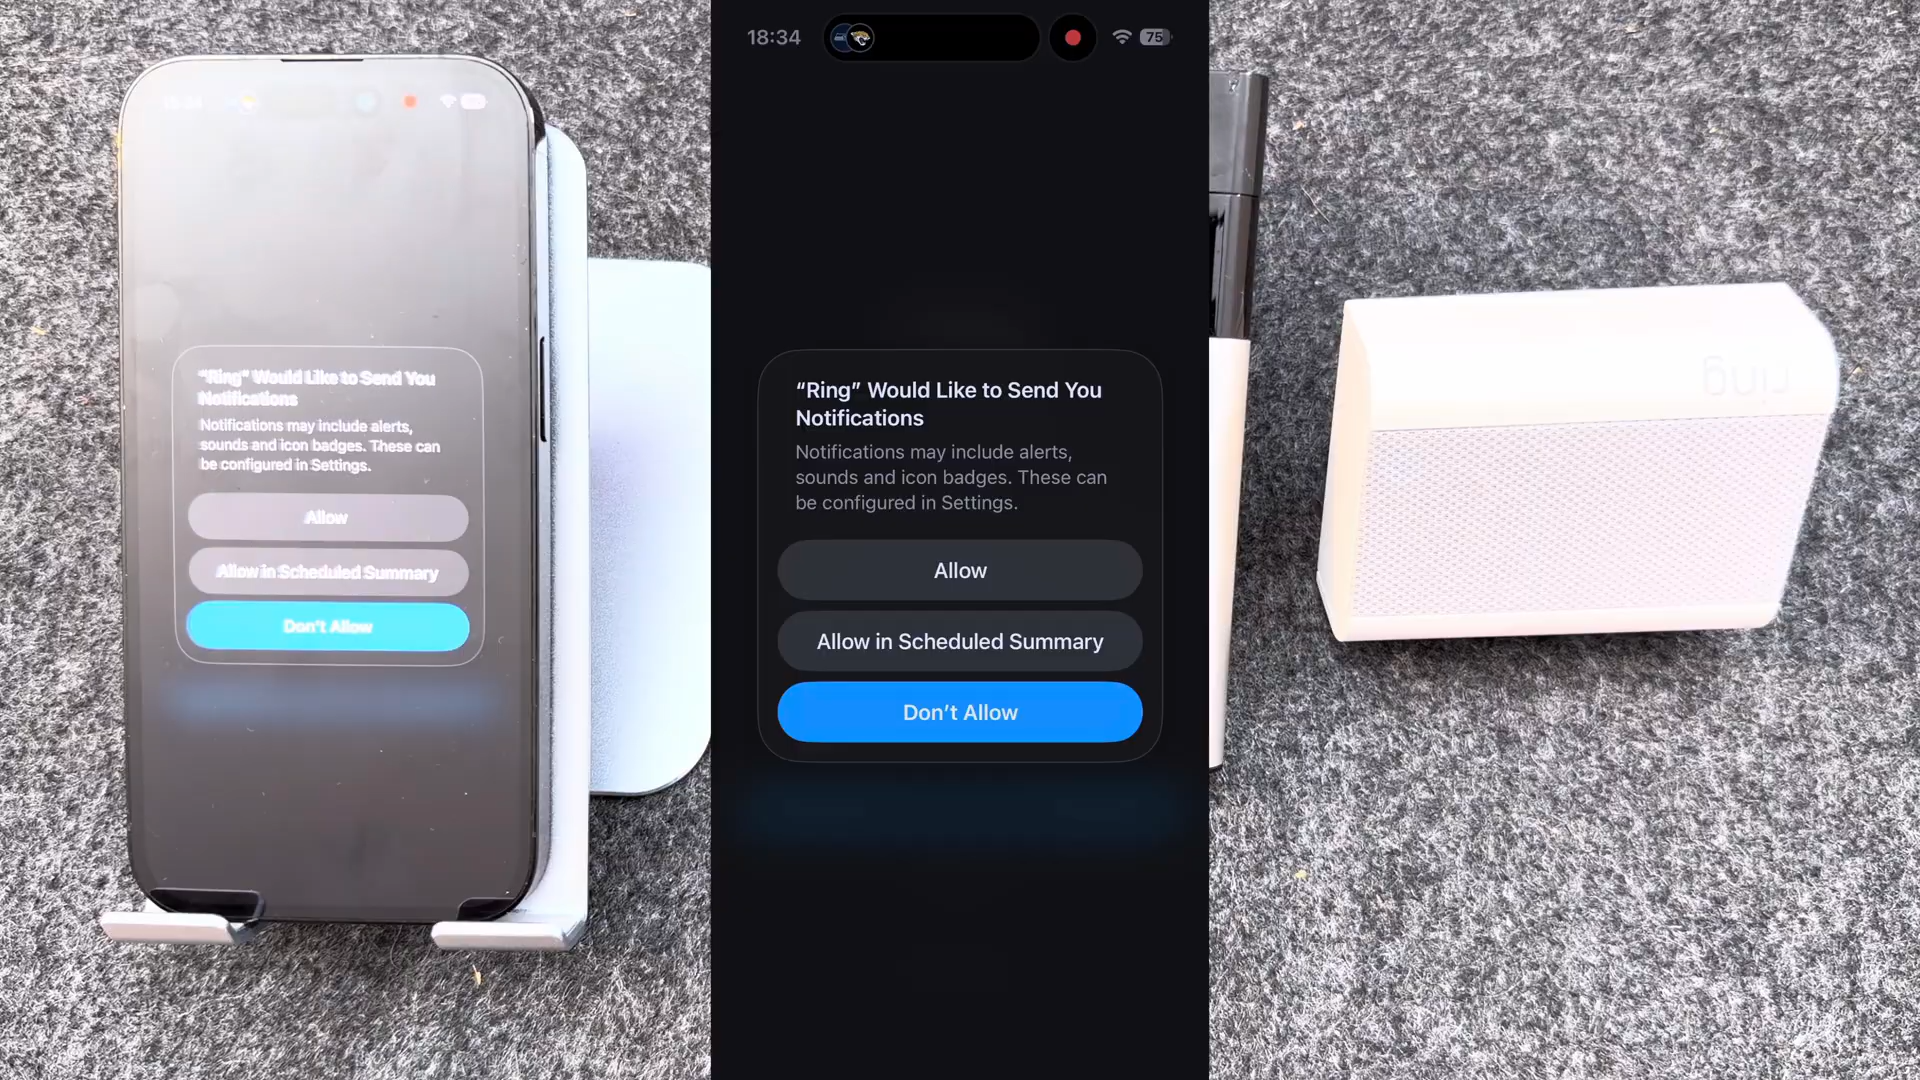 “Ring” Would Like to Send You
Notifications
Notifications may include alerts,
sounds and icon badges. These can
be configured in Settings.
Allow
Allow in Scheduled Summary
Don’t Allow
18:34
75
“Ring” Would Like to Send You
Notifications
Notifications may include alerts,
sounds and icon badges. These can
be configured in Settings.
Allow
Allow in Scheduled Summary
Don’t Allow
ring